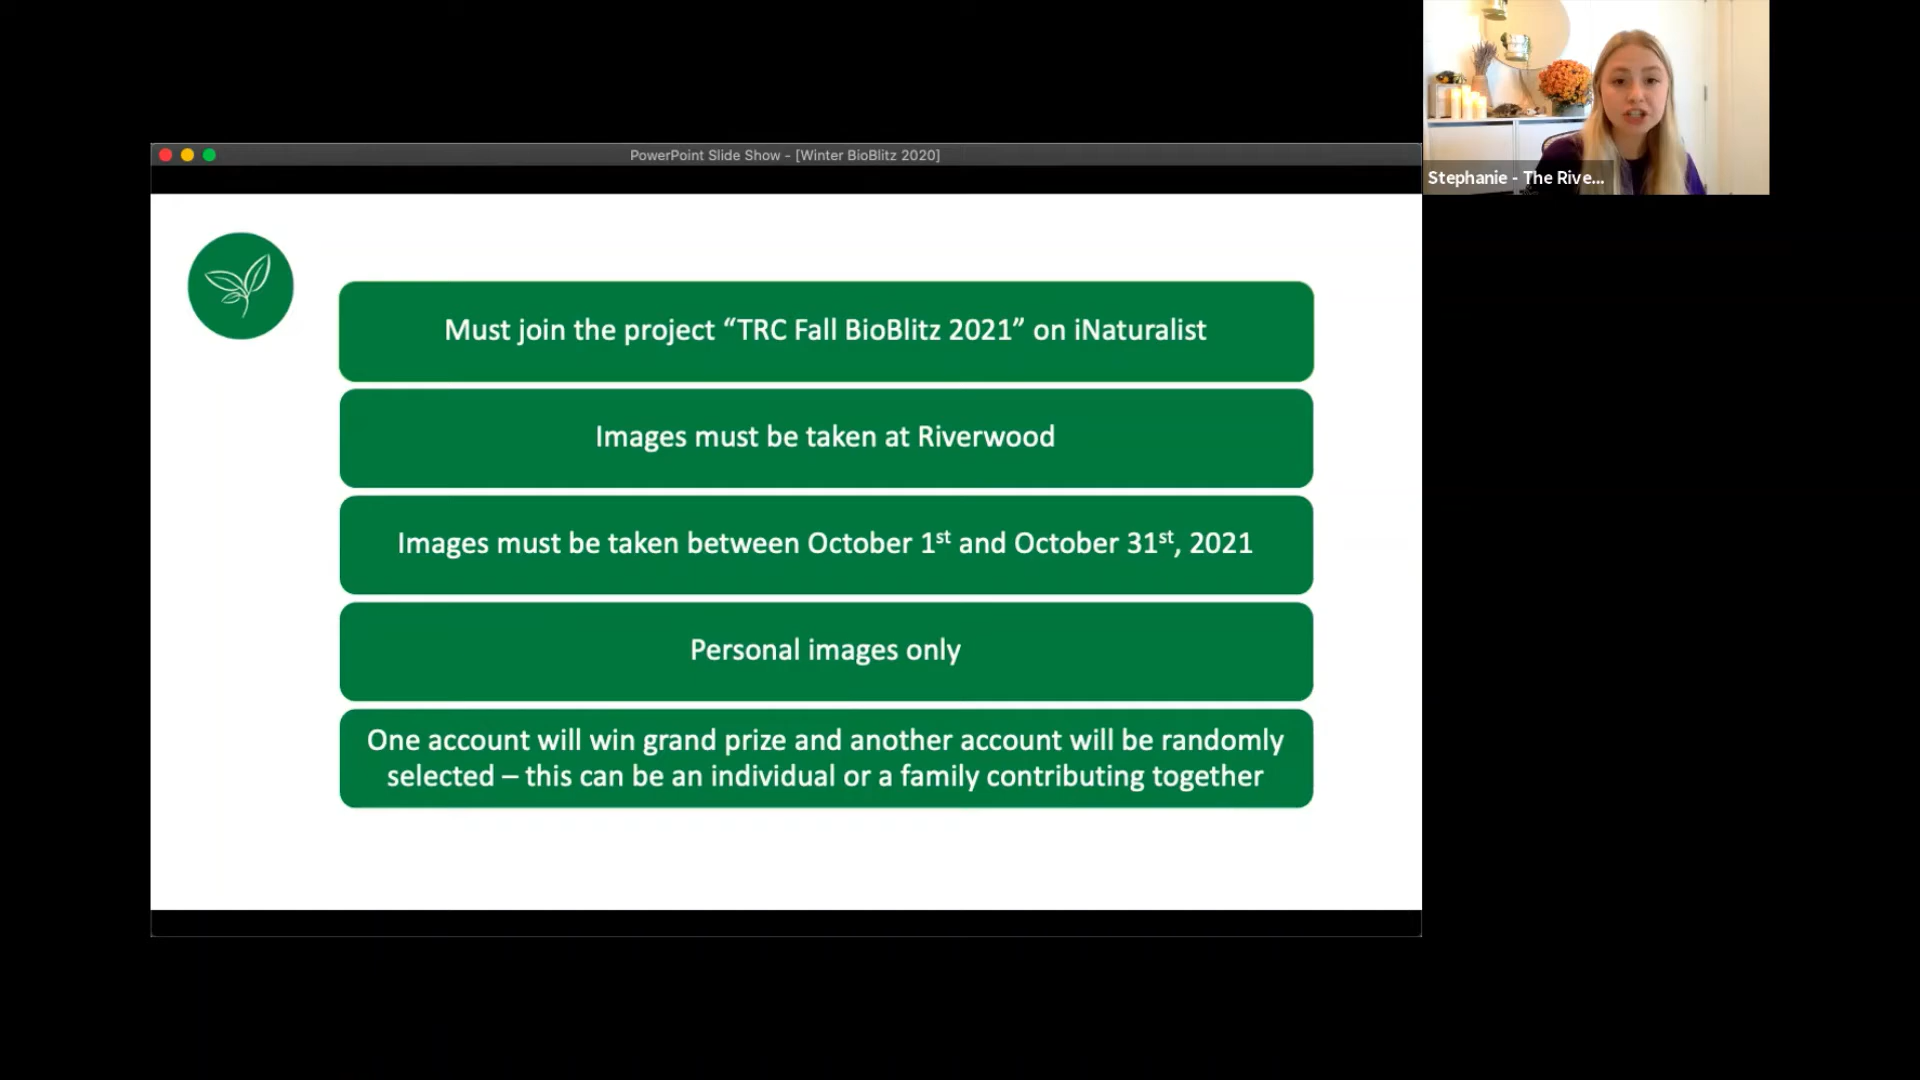 Stephanie - The Rive...
PowerPoint Slide Show - [Winter BioBlitz 2020]
Must join the project “TRC Fall BioBlitz 2021” on iNaturalist
Images must be taken at Riverwood
Images must be taken between October 1st and October 31st, 2021
Personal images only
One account will win grand prize and another account will be randomly
selected – this can be an individual or a family contributing together